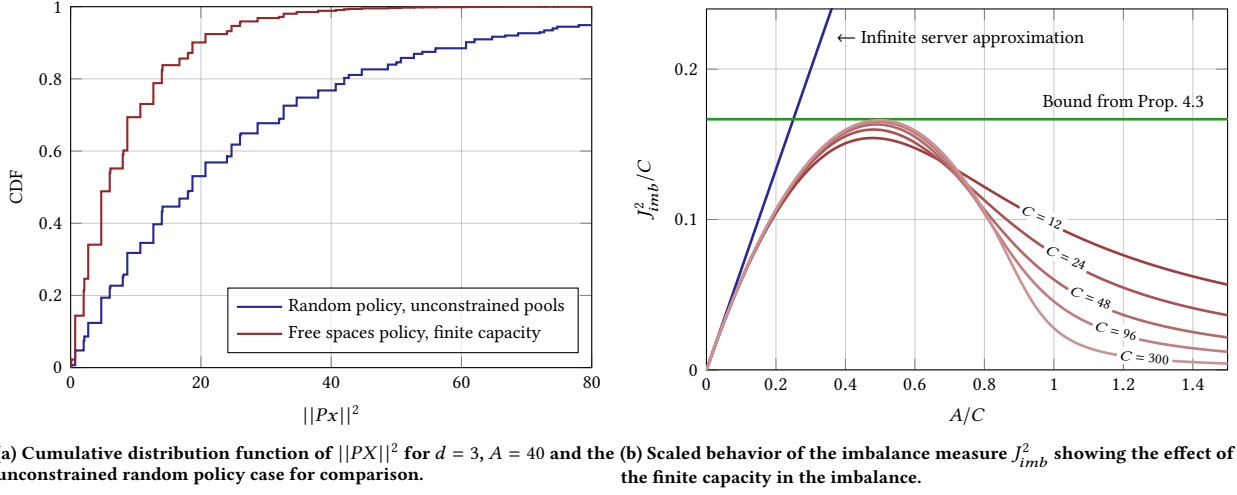 1
0.8
0.6
0.4
0.2
0
CDF
Random policy, unconstrained pools
Free spaces policy, finite capacity
0 20 40 60 80
||Px||²
0.2
0.1
0
J²imb/C
← Infinite server approximation
Bound from Prop. 4.3
C = 12
C = 24
C = 48
C = 96
C = 300
0 0.2 0.4 0.6 0.8 1 1.2 1.4
A/C
(a) Cumulative distribution function of ||PX||² for d = 3, A = 40 and the
unconstrained random policy case for comparison.
(b) Scaled behavior of the imbalance measure J²imb showing the effect of
the finite capacity in the imbalance.